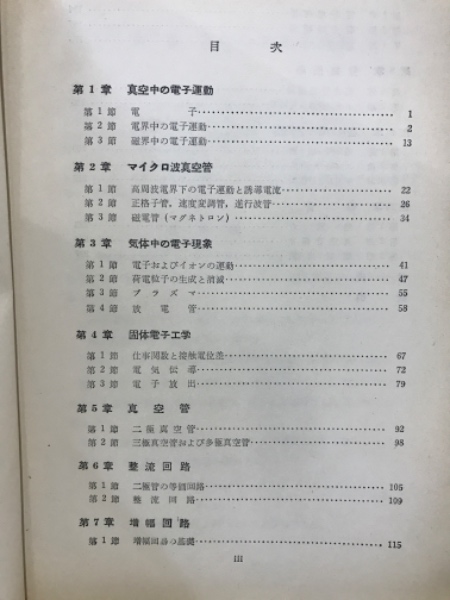 目次
第1章 真空中の電子運動
第1節 電子 1
第2節 電界中の電子運動 2
第3節 磁界中の電子運動 13
第2章 マイクロ波真空管
第1節 高周波電界下の電子運動と誘導電流 22
第2節 正格子管，速度変調管，進行波管 26
第3節 磁電管（マグネトロン） 34
第3章 気体中の電子現象
第1節 電子およびイオンの運動 41
第2節 荷電粒子の生成と消滅 47
第3節 プラズマ 55
第4節 放電管 58
第4章 固体電子工学
第1節 仕事関数と接触電位差 67
第2節 電気伝導 72
第3節 電子放出 79
第5章 真空管
第1節 二極真空管 92
第2節 三極真空管および多極真空管 98
第6章 整流回路
第1節 二極管の等価回路 105
第2節 整流回路 109
第7章 増幅回路
第1節 増幅回路の基礎 115
III